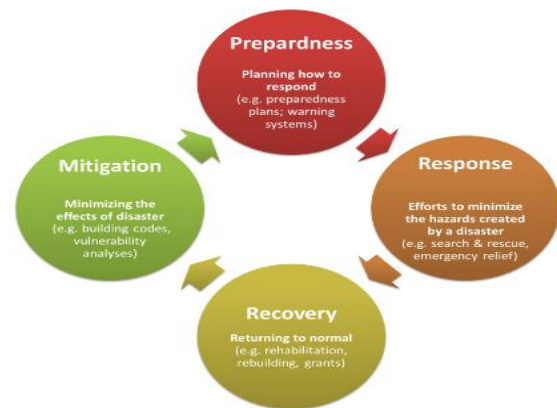 Prepardness
Planning how to
respond
(e.g. preparedness
plans; warning
systems)
Response
Efforts to minimize
the hazards created
by a disaster
(e.g. search & rescue,
emergency relief)
Recovery
Returning to normal
(e.g. rehabilitation,
rebuilding, grants)
Mitigation
Minimizing the
effects of disaster
(e.g. building codes,
vulnerability
analyses)